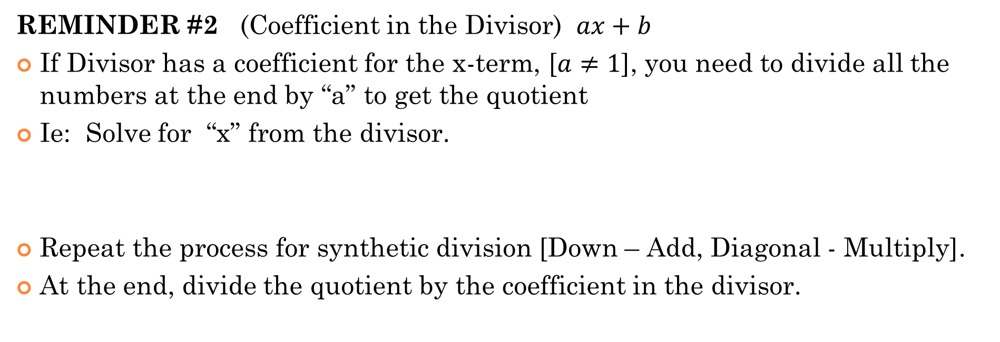 REMINDER #2 (Coefficient in the Divisor) ax + b
If Divisor has a coefficient for the x-term, [a ≠ 1], you need to divide all the
numbers at the end by “a” to get the quotient
Ie: Solve for “x” from the divisor.
Repeat the process for synthetic division [Down – Add, Diagonal - Multiply].
At the end, divide the quotient by the coefficient in the divisor.